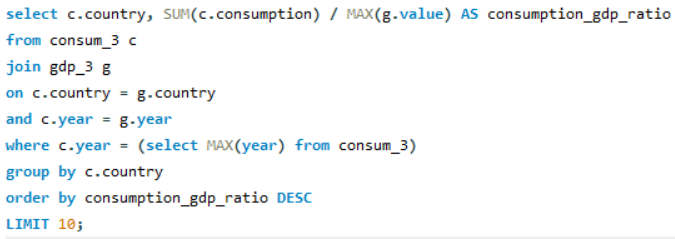 select c.country, SUM(c.consumption) / MAX(g.value) AS consumption_gdp_ratio
from consum_3 c
join gdp_3 g
on c.country = g.country
and c.year = g.year
where c.year = (select MAX(year) from consum_3)
group by c.country
order by consumption_gdp_ratio DESC
LIMIT 10;